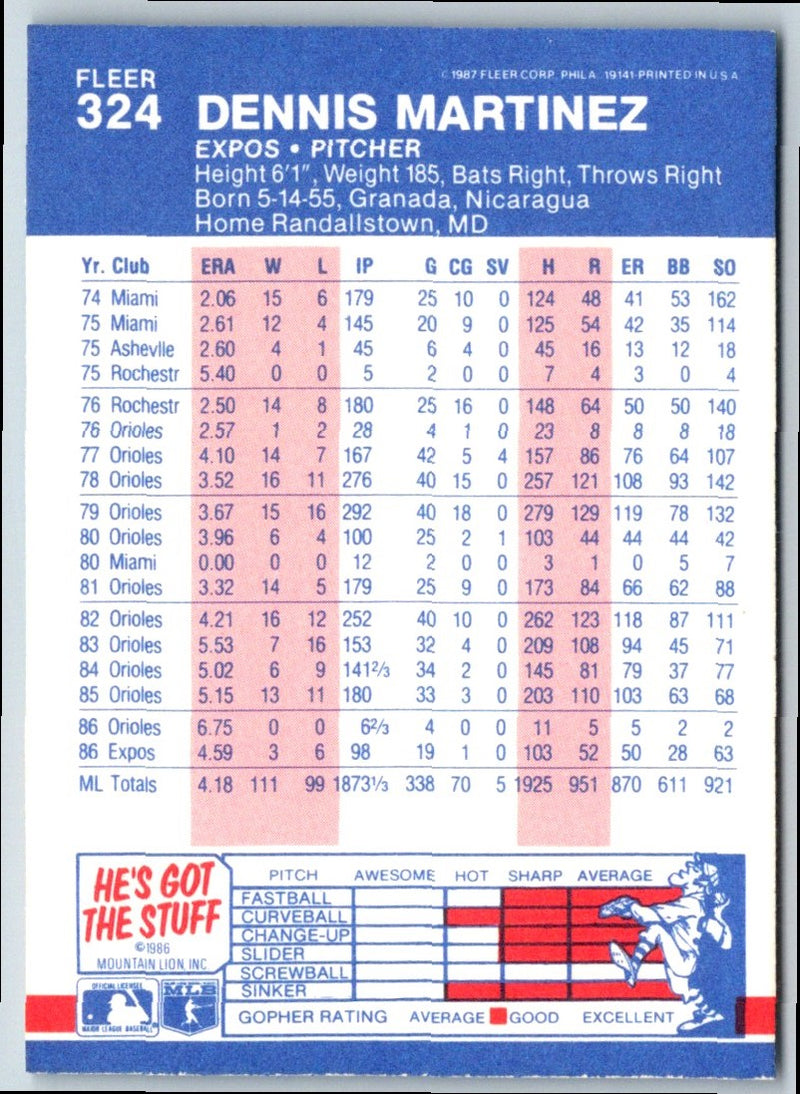 FLEER
© 1987 FLEER CORP. PHILA. 19141 PRINTED IN U S A
324 DENNIS MARTINEZ
EXPOS • PITCHER
Height 6'1", Weight 185, Bats Right, Throws Right
Born 5-14-55, Granada, Nicaragua
Home Randallstown, MD
Yr. Club ERA W L IP G CG SV H R ER BB SO
74 Miami 2.06 15 6 179 25 10 0 124 48 41 53 162
75 Miami 2.61 12 4 145 20 9 0 125 54 42 35 114
75 Ashevlle 2.60 4 1 45 6 4 0 45 16 13 12 18
75 Rochestr 5.40 0 0 5 2 0 0 7 4 3 0 4
76 Rochestr 2.50 14 8 180 25 16 0 148 64 50 50 140
76 Orioles 2.57 1 2 28 4 1 0 23 8 8 8 18
77 Orioles 4.10 14 7 167 42 5 4 157 86 76 64 107
78 Orioles 3.52 16 11 276 40 15 0 257 121 108 93 142
79 Orioles 3.67 15 16 292 40 18 0 279 129 119 78 132
80 Orioles 3.96 6 4 100 25 2 1 103 44 44 44 42
80 Miami 0.00 0 0 12 2 0 0 3 1 0 5 7
81 Orioles 3.32 14 5 179 25 9 0 173 84 66 62 88
82 Orioles 4.21 16 12 252 40 10 0 262 123 118 87 111
83 Orioles 5.53 7 16 153 32 4 0 209 108 94 45 71
84 Orioles 5.02 6 9 141⅔ 34 2 0 145 81 79 37 77
85 Orioles 5.15 13 11 180 33 3 0 203 110 103 63 68
86 Orioles 6.75 0 0 6⅔ 4 0 0 11 5 5 2 2
86 Expos 4.59 3 6 98 19 1 0 103 52 50 28 63
ML Totals 4.18 111 99 1873⅓ 338 70 5 1925 951 870 611 921
HE'S GOT
THE STUFF
©1986
MOUNTAIN LION, INC
PITCH AWESOME HOT SHARP AVERAGE
FASTBALL
CURVEBALL
CHANGE-UP
SLIDER
SCREWBALL
SINKER
GOPHER RATING AVERAGE GOOD EXCELLENT
OFFICIAL LICENSEE
MAJOR LEAGUE BASEBALL
MLB